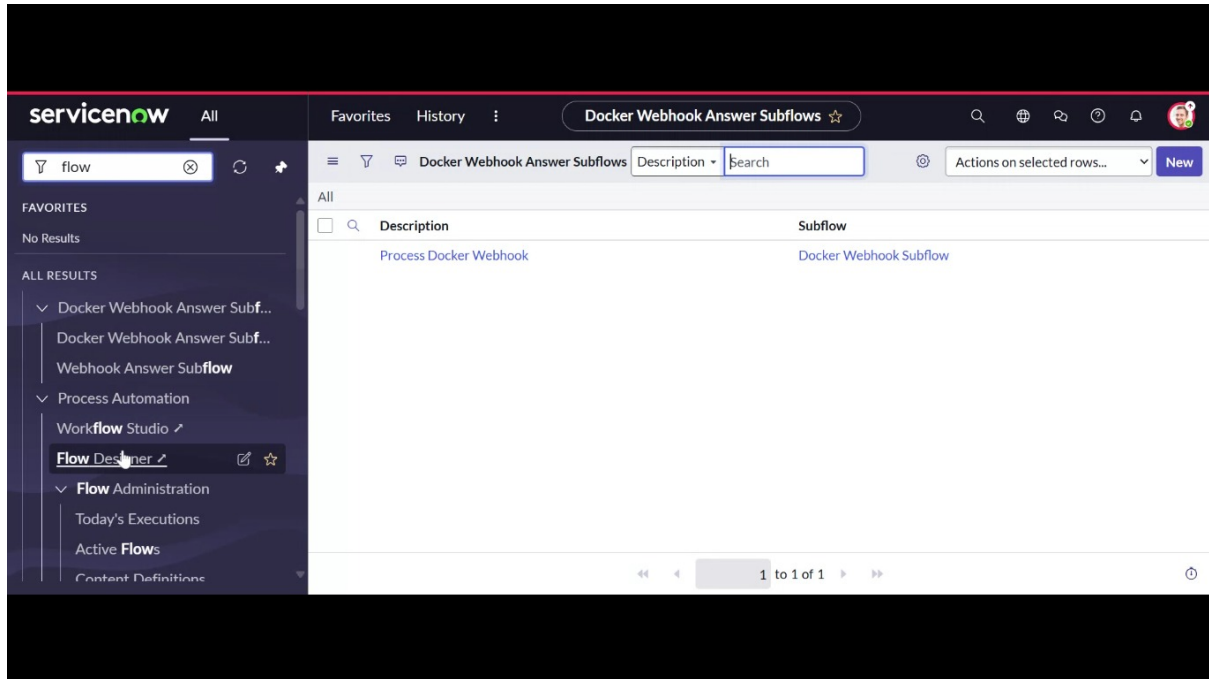 servicenow All Favorites History Docker Webhook Answer Subflows
flow
Docker Webhook Answer Subflows Description Search Actions on selected rows... New
FAVORITES
No Results
ALL RESULTS
Docker Webhook Answer Subf...
Docker Webhook Answer Subf...
Webhook Answer Subflow
Process Automation
Workflow Studio
Flow Designer
Flow Administration
Today's Executions
Active Flows
Content Definitions
All
Description Subflow
Process Docker Webhook Docker Webhook Subflow
1 to 1 of 1